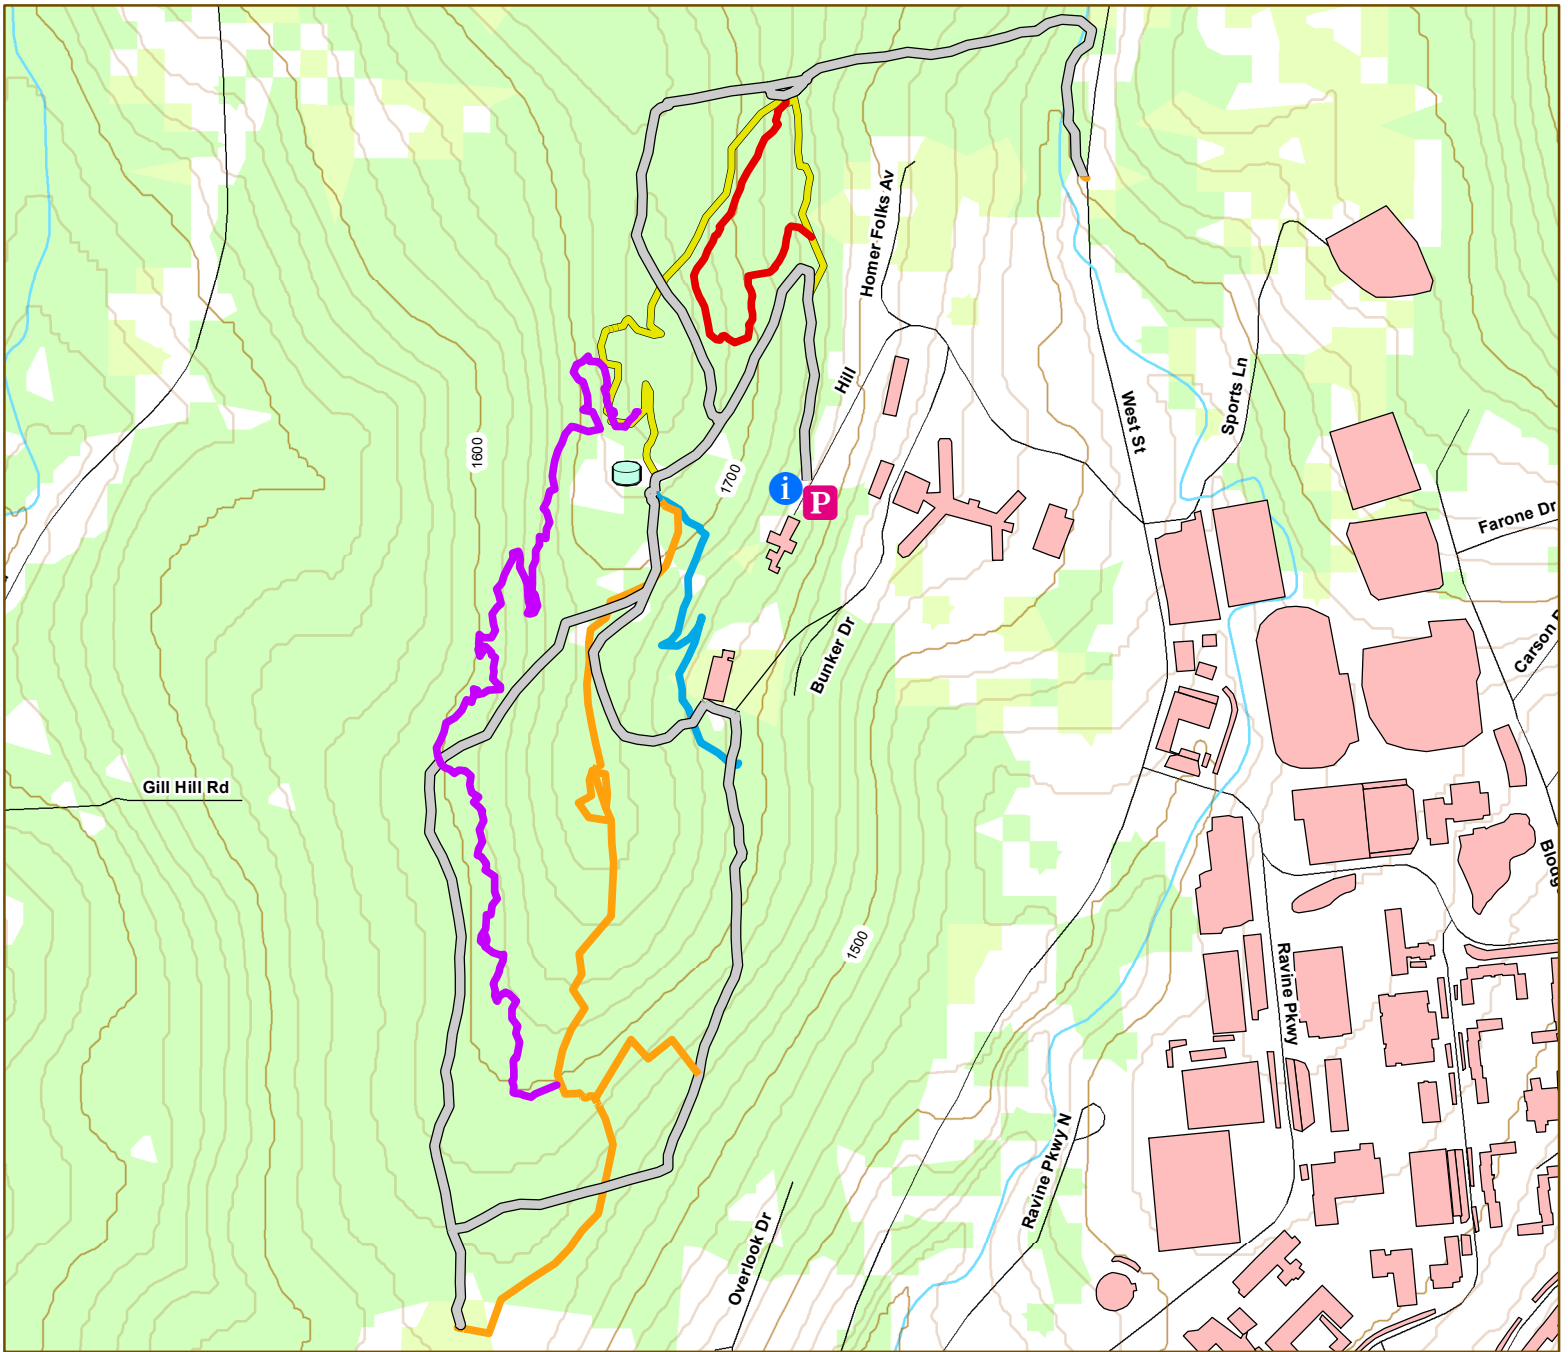 Homer Folks Av
Hill
West St
Sports Ln
1600
1700
i
P
Farone Dr
Bunker Dr
Carson
Gill Hill Rd
Bloog
1500
Ravine Pkwy
Ravine Pkwy N
Overlook Dr